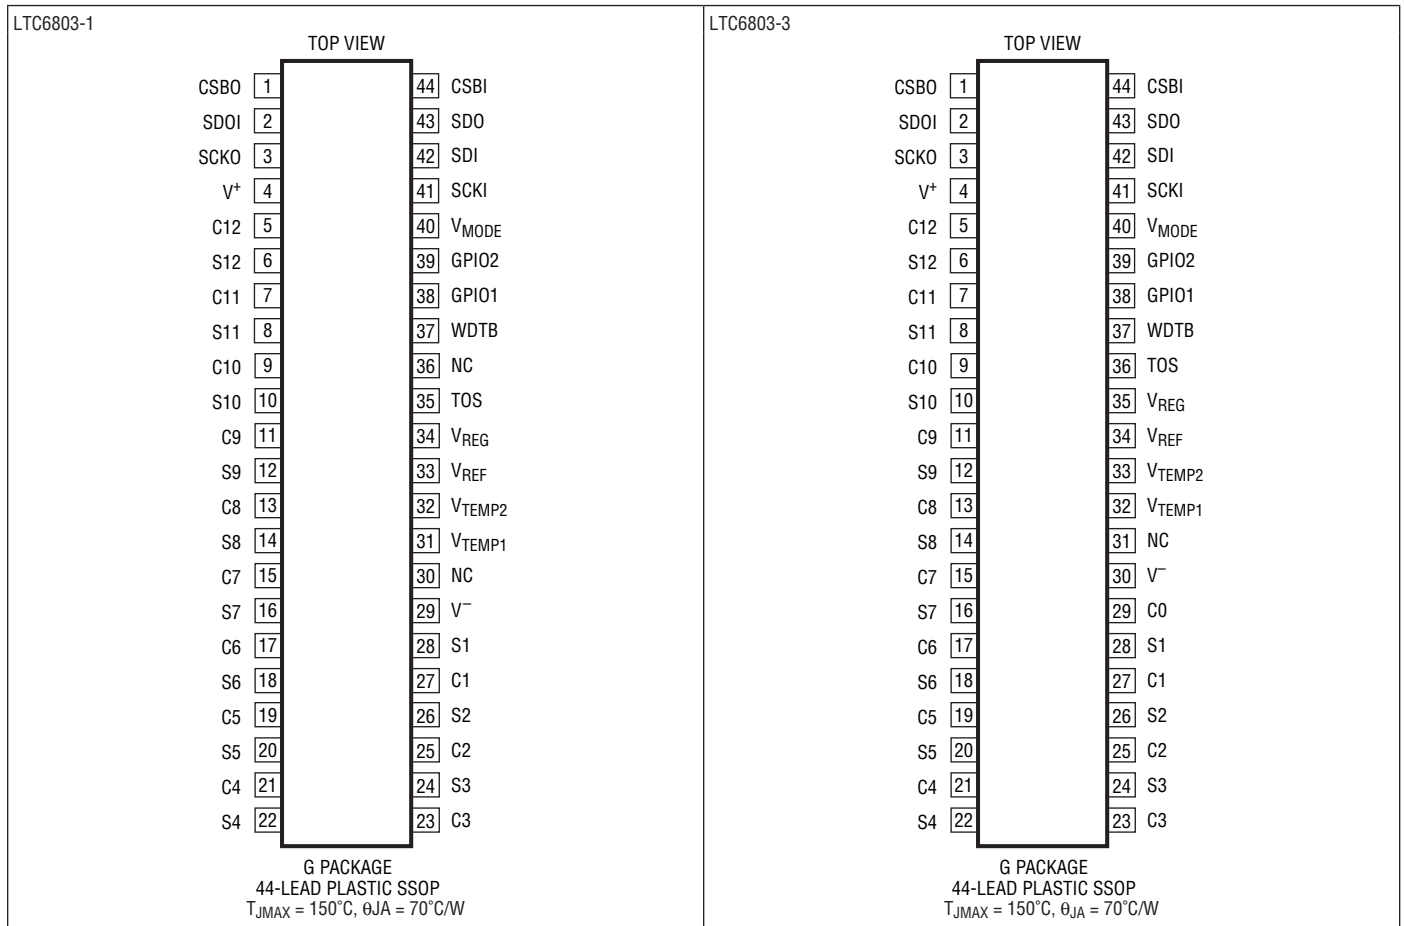 LTC6803-1
TOP VIEW
CSBO 1
SDOI 2
SCKO 3
V+ 4
C12 5
S12 6
C11 7
S11 8
C10 9
S10 10
C9 11
S9 12
C8 13
S8 14
C7 15
S7 16
C6 17
S6 18
C5 19
S5 20
C4 21
S4 22
44 CSBI
43 SDO
42 SDI
41 SCKI
40 VMODE
39 GPIO2
38 GPIO1
37 WDTB
36 NC
35 TOS
34 VREG
33 VREF
32 VTEMP2
31 VTEMP1
30 NC
29 V–
28 S1
27 C1
26 S2
25 C2
24 S3
23 C3
G PACKAGE
44-LEAD PLASTIC SSOP
TJMAX = 150°C, θJA = 70°C/W
LTC6803-3
TOP VIEW
CSBO 1
SDOI 2
SCKO 3
V+ 4
C12 5
S12 6
C11 7
S11 8
C10 9
S10 10
C9 11
S9 12
C8 13
S8 14
C7 15
S7 16
C6 17
S6 18
C5 19
S5 20
C4 21
S4 22
44 CSBI
43 SDO
42 SDI
41 SCKI
40 VMODE
39 GPIO2
38 GPIO1
37 WDTB
36 TOS
35 VREG
34 VREF
33 VTEMP2
32 VTEMP1
31 NC
30 V–
29 C0
28 S1
27 C1
26 S2
25 C2
24 S3
23 C3
G PACKAGE
44-LEAD PLASTIC SSOP
TJMAX = 150°C, θJA = 70°C/W